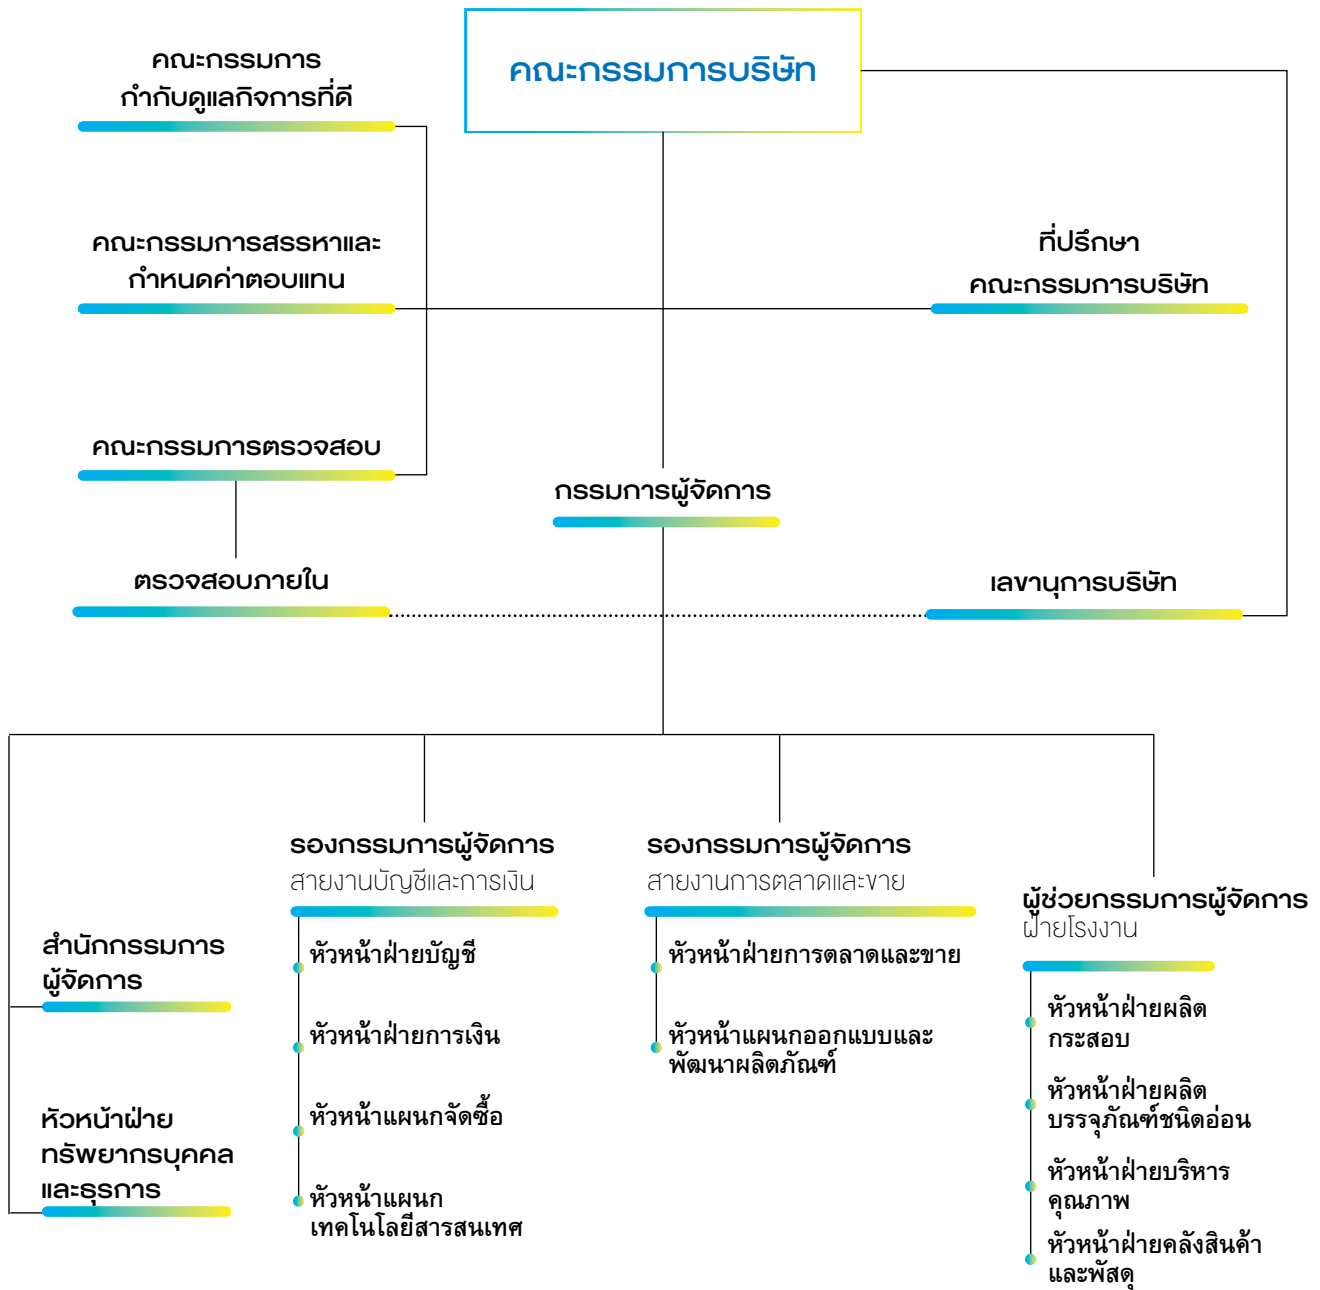 คณะกรรมการบริษัท
คณะกรรมการ
กำกับดูแลกิจการที่ดี
คณะกรรมการสรรหาและ
กำหนดค่าตอบแทน
ที่ปรึกษา
คณะกรรมการบริษัท
คณะกรรมการตรวจสอบ
กรรมการผู้จัดการ
ตรวจสอบภายใน
เลขานุการบริษัท
สำนักกรรมการ
ผู้จัดการ
หัวหน้าฝ่าย
ทรัพยากรบุคคล
และธุรการ
รองกรรมการผู้จัดการ
สายงานบัญชีและการเงิน
หัวหน้าฝ่ายบัญชี
หัวหน้าฝ่ายการเงิน
หัวหน้าแผนกจัดซื้อ
หัวหน้าแผนก
เทคโนโลยีสารสนเทศ
รองกรรมการผู้จัดการ
สายงานการตลาดและขาย
หัวหน้าฝ่ายการตลาดและขาย
หัวหน้าแผนกออกแบบและ
พัฒนาผลิตภัณฑ์
ผู้ช่วยกรรมการผู้จัดการ
ฝ่ายโรงงาน
หัวหน้าฝ่ายผลิต
กระสอบ
หัวหน้าฝ่ายผลิต
บรรจุภัณฑ์ชนิดอ่อน
หัวหน้าฝ่ายบริหาร
คุณภาพ
หัวหน้าฝ่ายคลังสินค้า
และพัสดุ